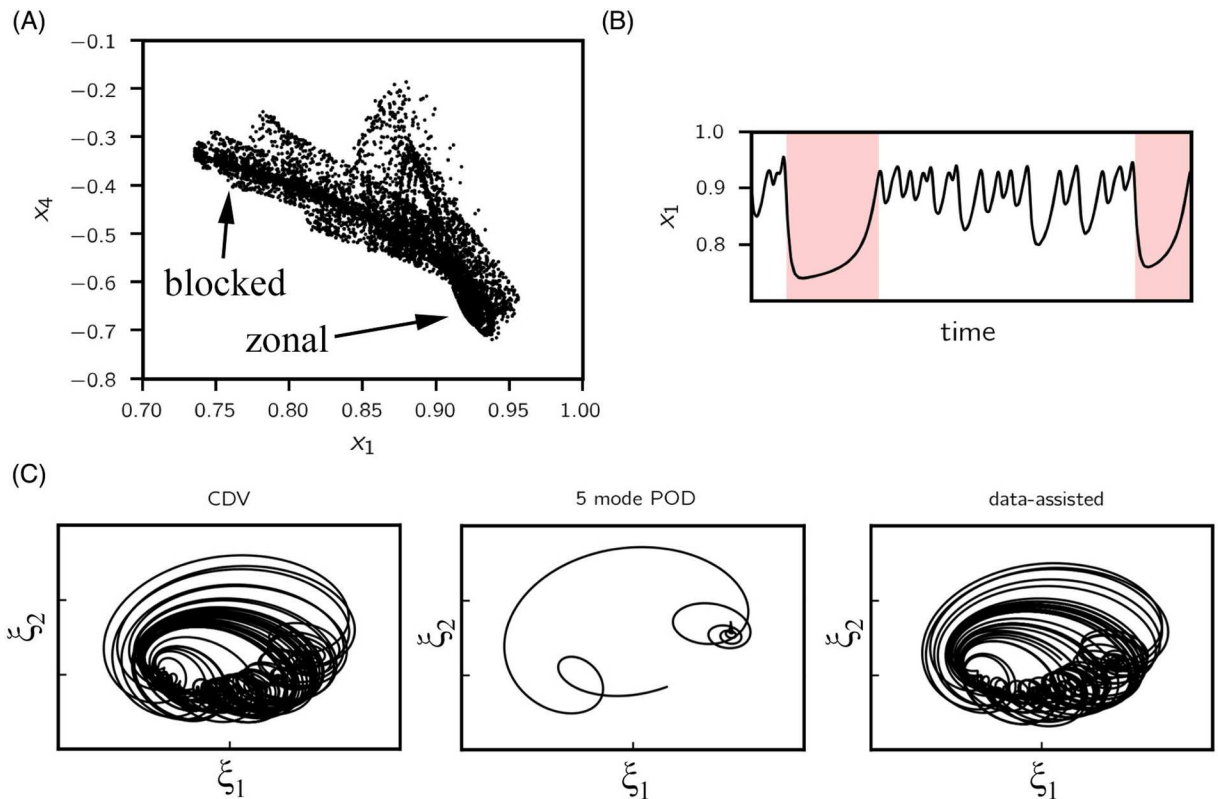 (A)
−0.1
−0.2
−0.3
−0.4
−0.5
−0.6
−0.7
−0.8
x4
blocked
zonal
0.70 0.75 0.80 0.85 0.90 0.95 1.00
x1
(B)
1.0
0.9
0.8
x1
time
(C)
CDV
5 mode POD
data-assisted
ξ2
ξ1
ξ2
ξ1
ξ2
ξ1